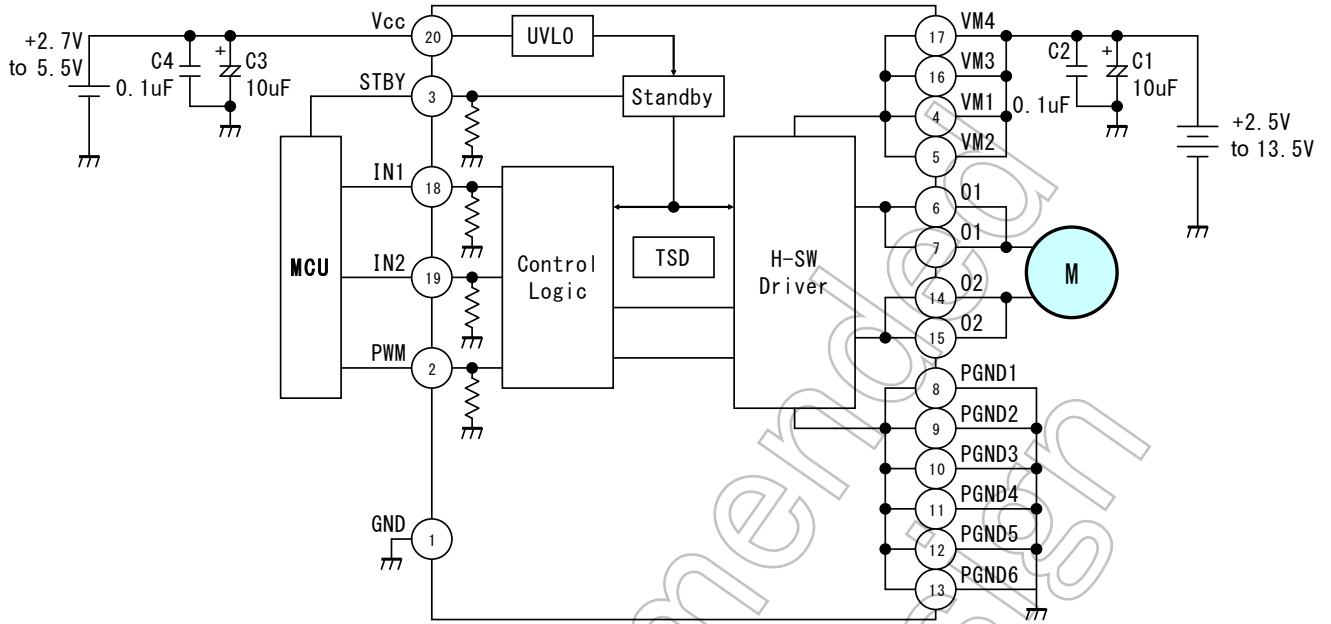 Vcc
20
UVLO
+2.7V
to 5.5V
C4
0.1uF
+
C3
10uF
STBY
3
Standby
MCU
IN1
18
IN2
19
PWM
2
GND
1
Control
Logic
TSD
H-SW
Driver
17
VM4
16
VM3
4
VM1
5
VM2
C2
0.1uF
+
C1
10uF
+2.5V
to 13.5V
6
O1
7
O1
14
O2
15
O2
M
8
PGND1
9
PGND2
10
PGND3
11
PGND4
12
PGND5
13
PGND6
mended
sign